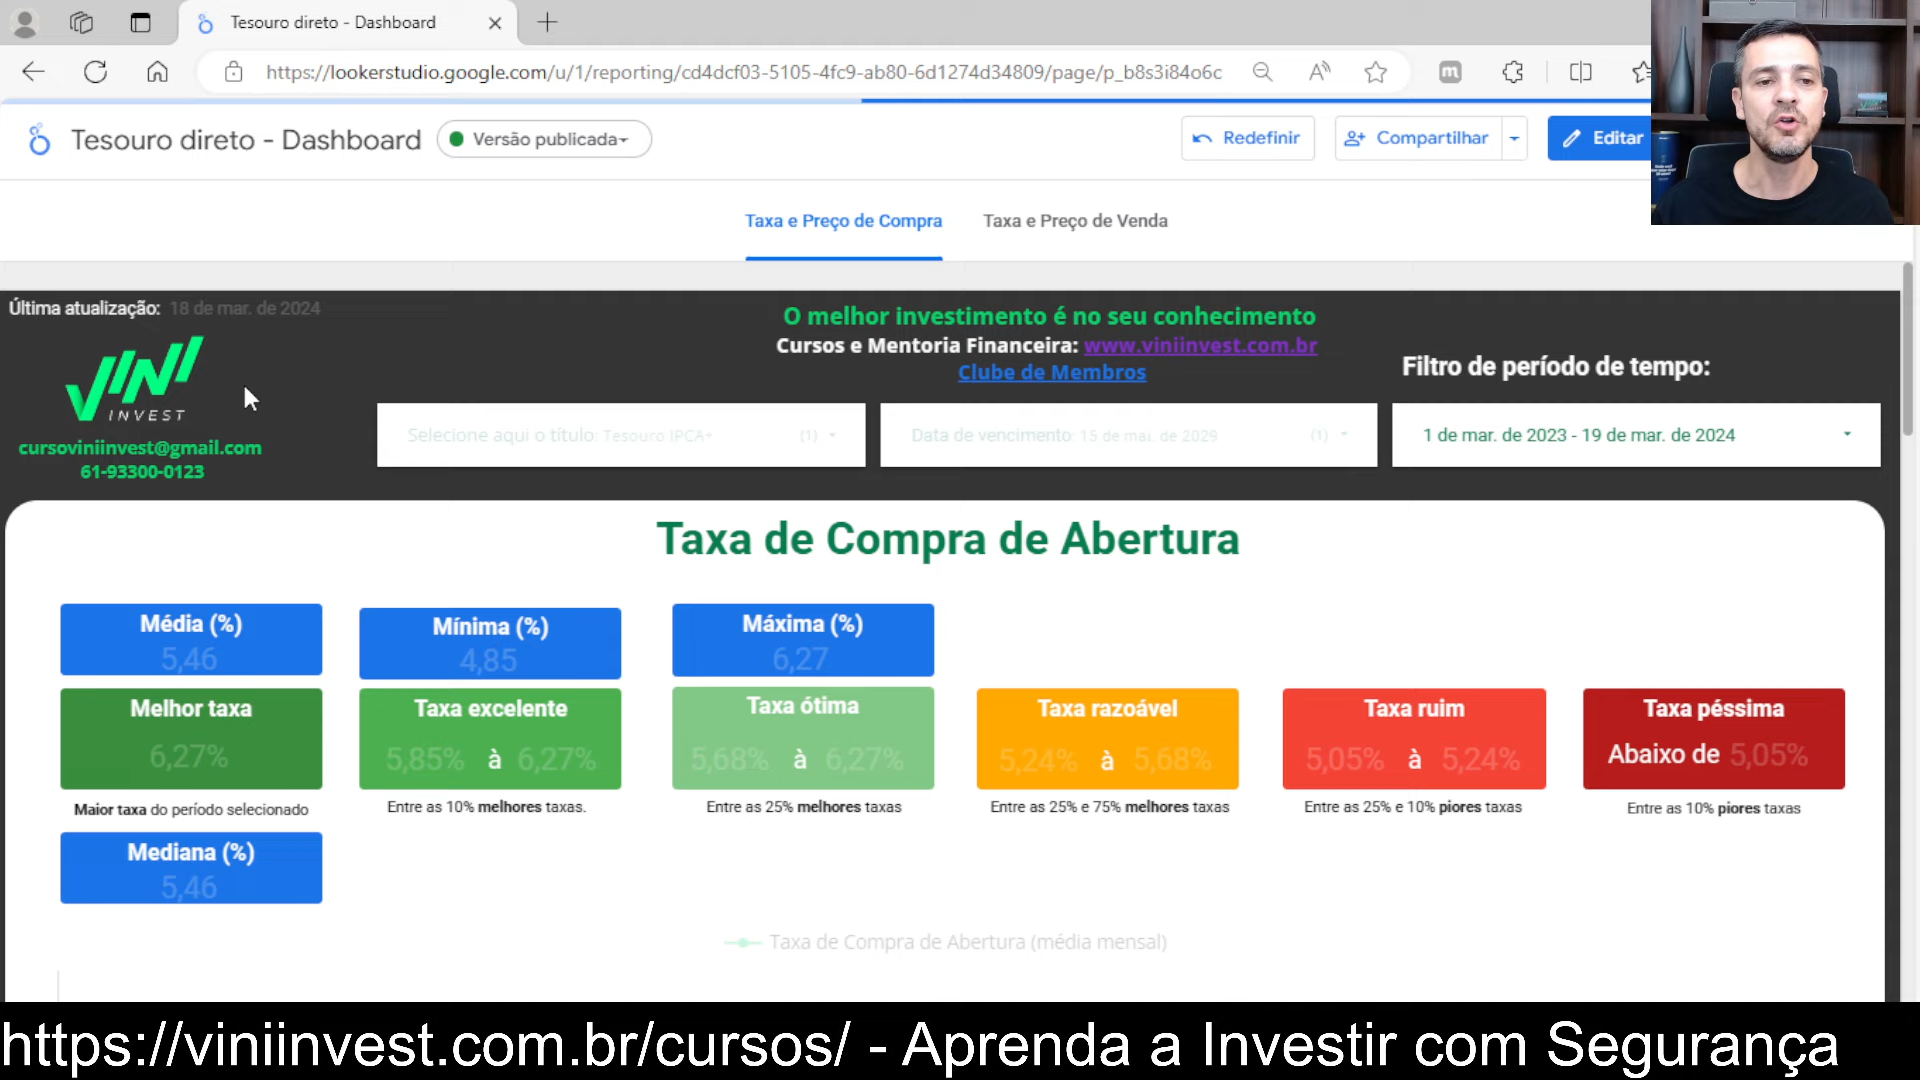 Tesouro direto - Dashboard
https://lookerstudio.google.com/u/1/reporting/cd4dcf03-5105-4fc9-ab80-6d1274d34809/page/p_b8s3i84o6c
Tesouro direto - Dashboard
Versão publicada
Redefinir
Compartilhar
Editar
Taxa e Preço de Compra
Taxa e Preço de Venda
Última atualização: 18 de mar. de 2024
VINI
INVEST
cursoviniinvest@gmail.com
61-93300-0123
O melhor investimento é no seu conhecimento
Cursos e Mentoria Financeira: www.viniinvest.com.br
Clube de Membros
Filtro de período de tempo:
Selecione aqui o título: Tesouro IPCA+ (1)
Data de vencimento: 15 de mai. de 2029 (1)
1 de mar. de 2023 - 19 de mar. de 2024
Taxa de Compra de Abertura
Média (%)
5,46
Mínima (%)
4,85
Máxima (%)
6,27
Melhor taxa
6,27%
Maior taxa do período selecionado
Taxa excelente
5,85% à 6,27%
Entre as 10% melhores taxas.
Taxa ótima
5,68% à 6,27%
Entre as 25% melhores taxas
Taxa razoável
5,24% à 5,68%
Entre as 25% e 75% melhores taxas
Taxa ruim
5,05% à 5,24%
Entre as 25% e 10% piores taxas
Taxa péssima
Abaixo de 5,05%
Entre as 10% piores taxas
Mediana (%)
5,46
Taxa de Compra de Abertura (média mensal)
https://viniinvest.com.br/cursos/ - Aprenda a Investir com Segurança